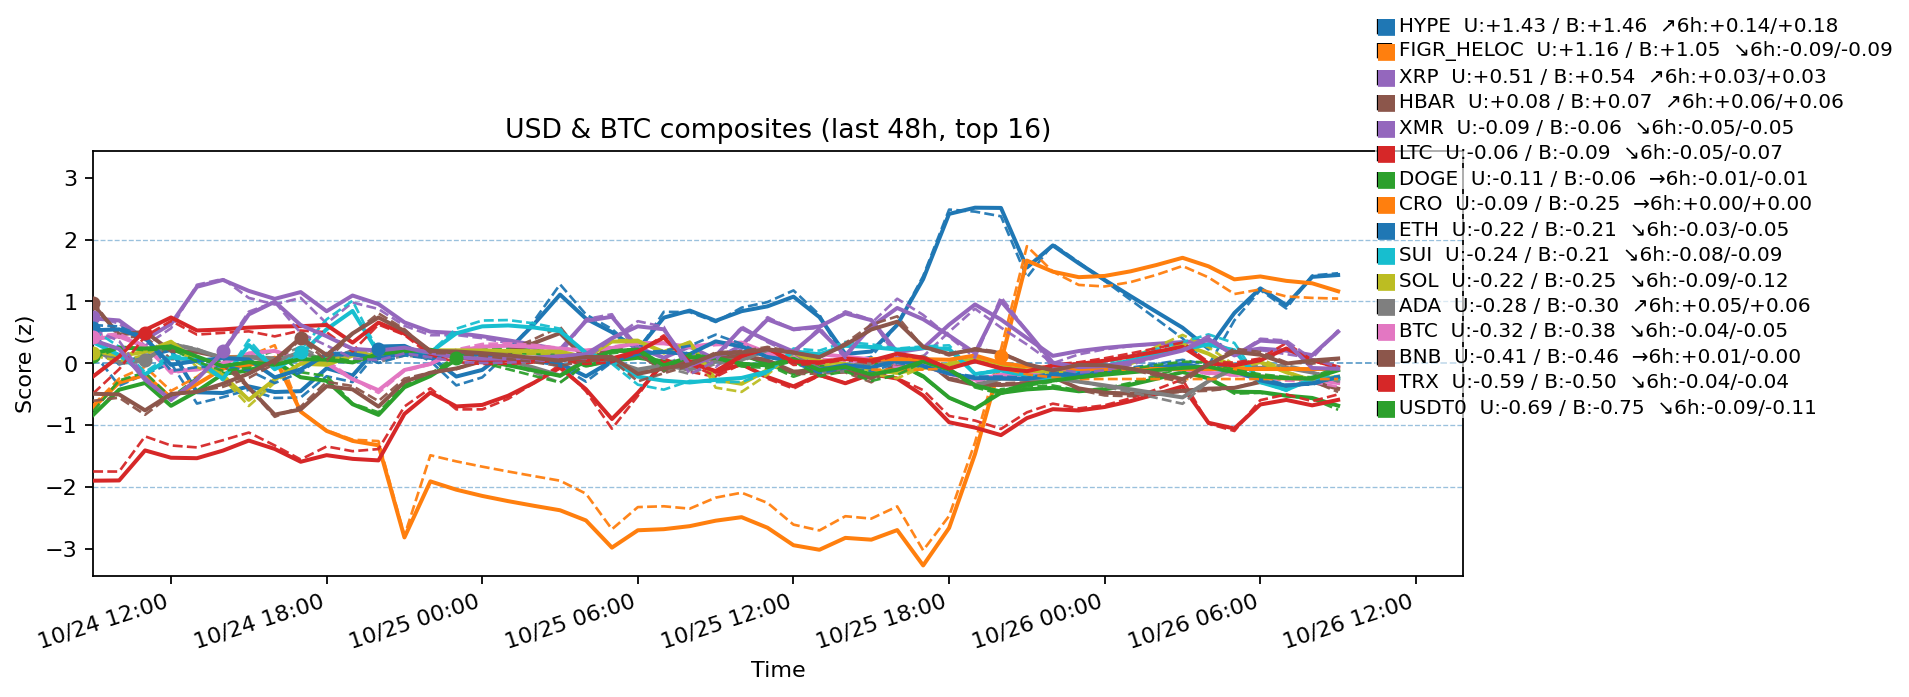 HYPE  U:+1.43 / B:+1.46  ↗6h:+0.14/+0.18
FIGR_HELOC  U:+1.16 / B:+1.05  ↘6h:-0.09/-0.09
XRP  U:+0.51 / B:+0.54  ↗6h:+0.03/+0.03
HBAR  U:+0.08 / B:+0.07  ↗6h:+0.06/+0.06
XMR  U:-0.09 / B:-0.06  ↘6h:-0.05/-0.05
LTC  U:-0.06 / B:-0.09  ↘6h:-0.05/-0.07
DOGE  U:-0.11 / B:-0.06  →6h:-0.01/-0.01
CRO  U:-0.09 / B:-0.25  →6h:+0.00/+0.00
ETH  U:-0.22 / B:-0.21  ↘6h:-0.03/-0.05
SUI  U:-0.24 / B:-0.21  ↘6h:-0.08/-0.09
SOL  U:-0.22 / B:-0.25  ↘6h:-0.09/-0.12
ADA  U:-0.28 / B:-0.30  ↗6h:+0.05/+0.06
BTC  U:-0.32 / B:-0.38  ↘6h:-0.04/-0.05
BNB  U:-0.41 / B:-0.46  →6h:+0.01/-0.00
TRX  U:-0.59 / B:-0.50  ↘6h:-0.04/-0.04
USDT0  U:-0.69 / B:-0.75  ↘6h:-0.09/-0.11
USD & BTC composites (last 48h, top 16)
Score (z)
3
2
1
0
−1
−2
−3
10/24 12:00
10/24 18:00
10/25 00:00
10/25 06:00
10/25 12:00
10/25 18:00
10/26 00:00
10/26 06:00
10/26 12:00
Time